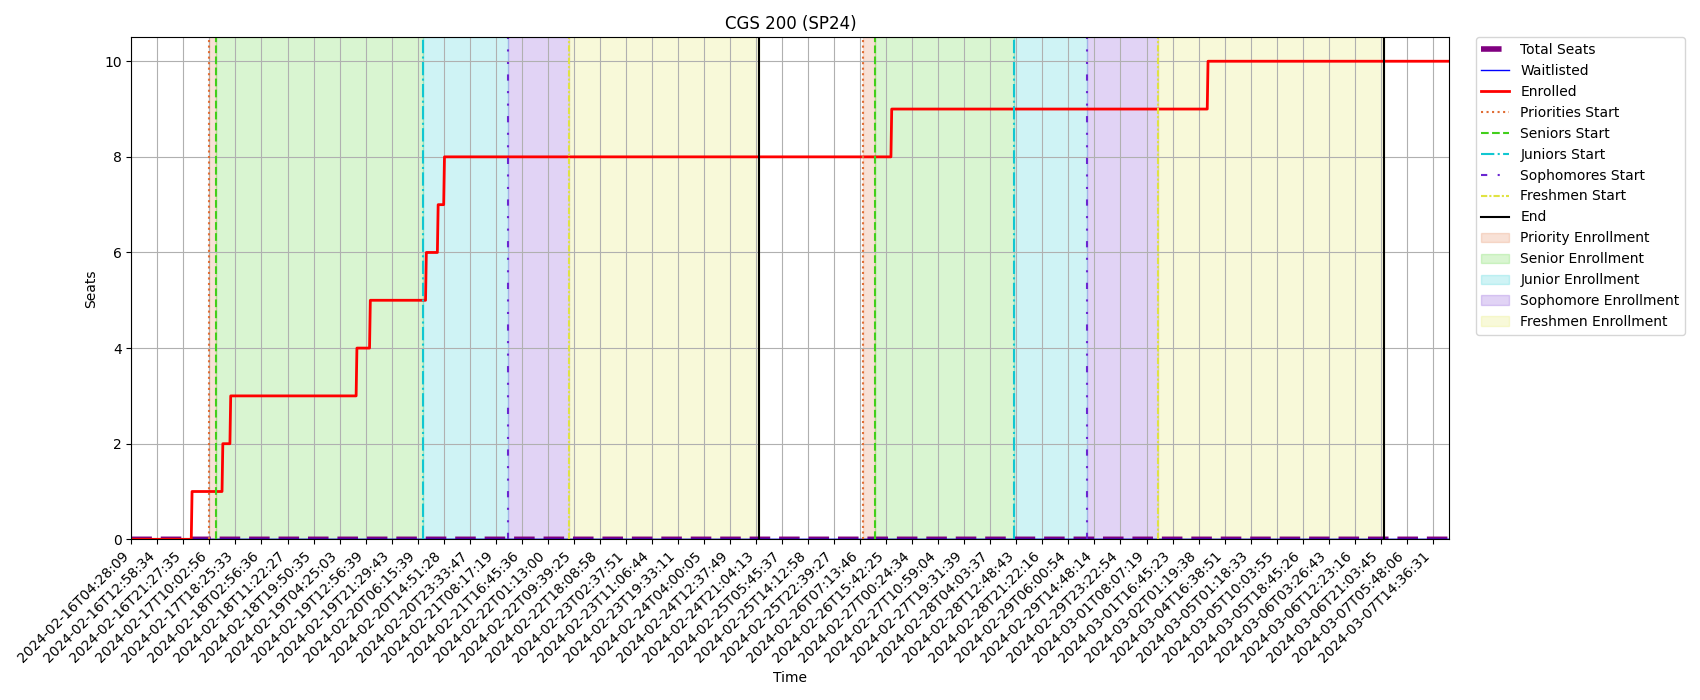 CGS 200 (SP24)
Seats
10
8
6
4
2
0
2024-02-16T04:28:09
2024-02-16T12:58:34
2024-02-16T21:27:35
2024-02-17T10:02:56
2024-02-17T18:25:33
2024-02-18T02:56:36
2024-02-18T11:22:27
2024-02-18T19:50:35
2024-02-19T04:25:03
2024-02-19T12:56:39
2024-02-19T21:29:43
2024-02-20T06:15:39
2024-02-20T14:51:28
2024-02-20T23:33:47
2024-02-21T08:17:19
2024-02-21T16:45:36
2024-02-22T01:13:00
2024-02-22T09:39:25
2024-02-22T18:08:58
2024-02-23T02:37:51
2024-02-23T11:06:44
2024-02-23T19:33:11
2024-02-24T04:00:05
2024-02-24T12:37:49
2024-02-24T21:04:13
2024-02-25T05:45:37
2024-02-25T14:12:58
2024-02-25T22:39:27
2024-02-26T07:13:46
2024-02-26T15:42:25
2024-02-27T00:24:34
2024-02-27T10:59:04
2024-02-27T19:31:39
2024-02-28T04:03:37
2024-02-28T12:48:43
2024-02-28T21:22:16
2024-02-29T06:00:54
2024-02-29T14:48:14
2024-02-29T23:22:54
2024-03-01T08:07:19
2024-03-01T16:45:23
2024-03-02T01:19:38
2024-03-04T16:38:51
2024-03-05T01:18:33
2024-03-05T10:03:55
2024-03-05T18:45:26
2024-03-06T03:26:43
2024-03-06T12:23:16
2024-03-06T21:03:45
2024-03-07T05:48:06
2024-03-07T14:36:31
Time
Total Seats
Waitlisted
Enrolled
Priorities Start
Seniors Start
Juniors Start
Sophomores Start
Freshmen Start
End
Priority Enrollment
Senior Enrollment
Junior Enrollment
Sophomore Enrollment
Freshmen Enrollment